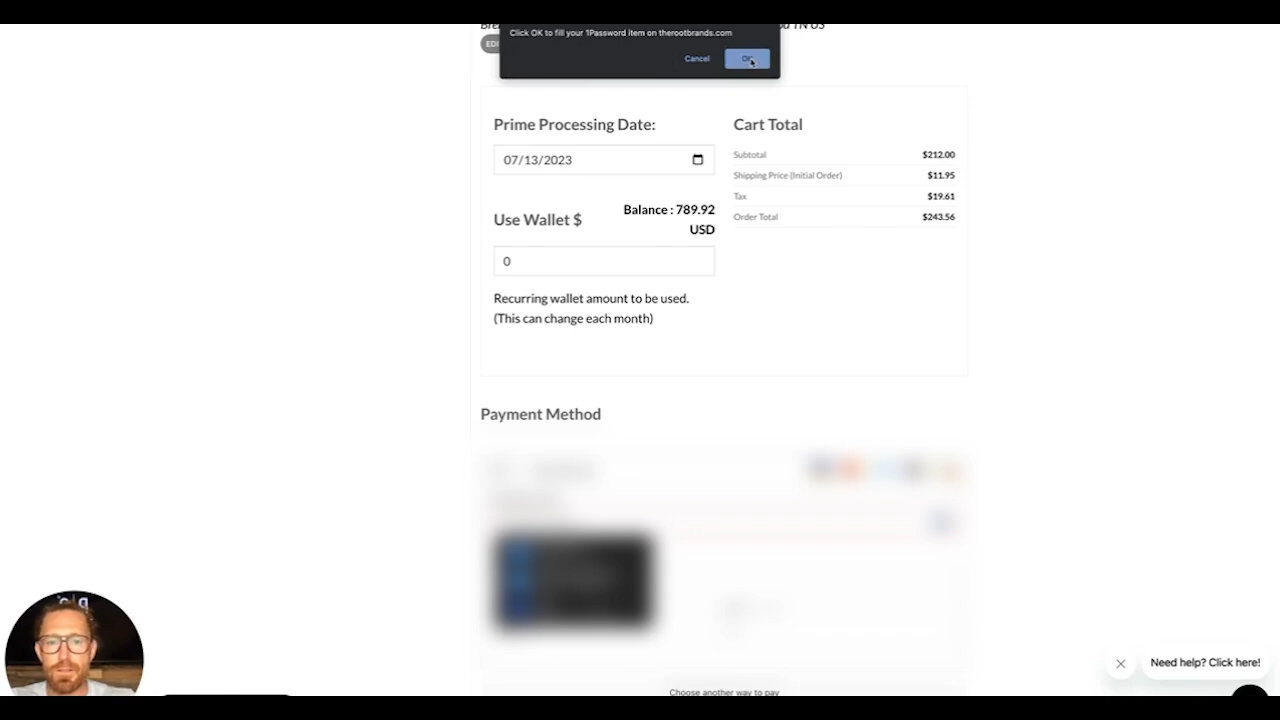 Click OK to fill your 1Password item on therootbrands.com
EDI
Cancel
OK
Prime Processing Date:
07/13/2023
Use Wallet $
Balance : 789.92
USD
0
Recurring wallet amount to be used.
(This can change each month)
Cart Total
Subtotal $212.00
Shipping Price (Initial Order) $11.95
Tax $19.61
Order Total $243.56
Payment Method
Choose another way to pay
Need help? Click here!